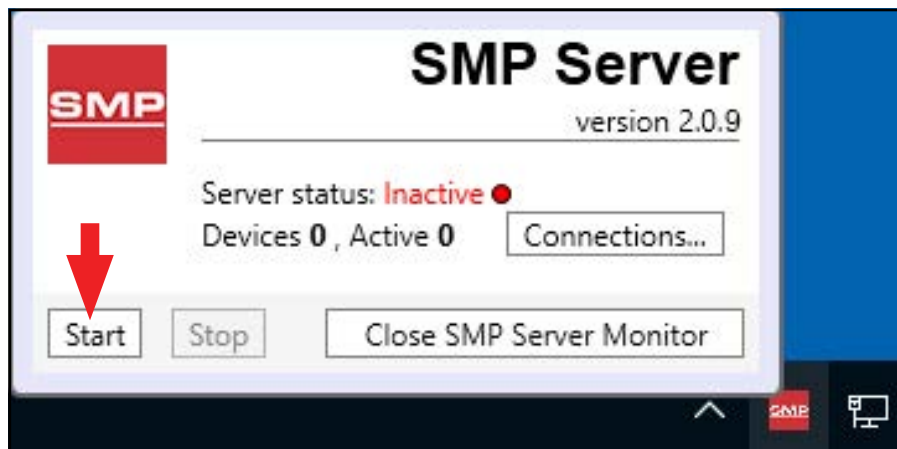 SMP Server
SMP
version 2.0.9
Server status: Inactive
Devices 0 , Active 0
Connections...
Start
Stop
Close SMP Server Monitor
SMP